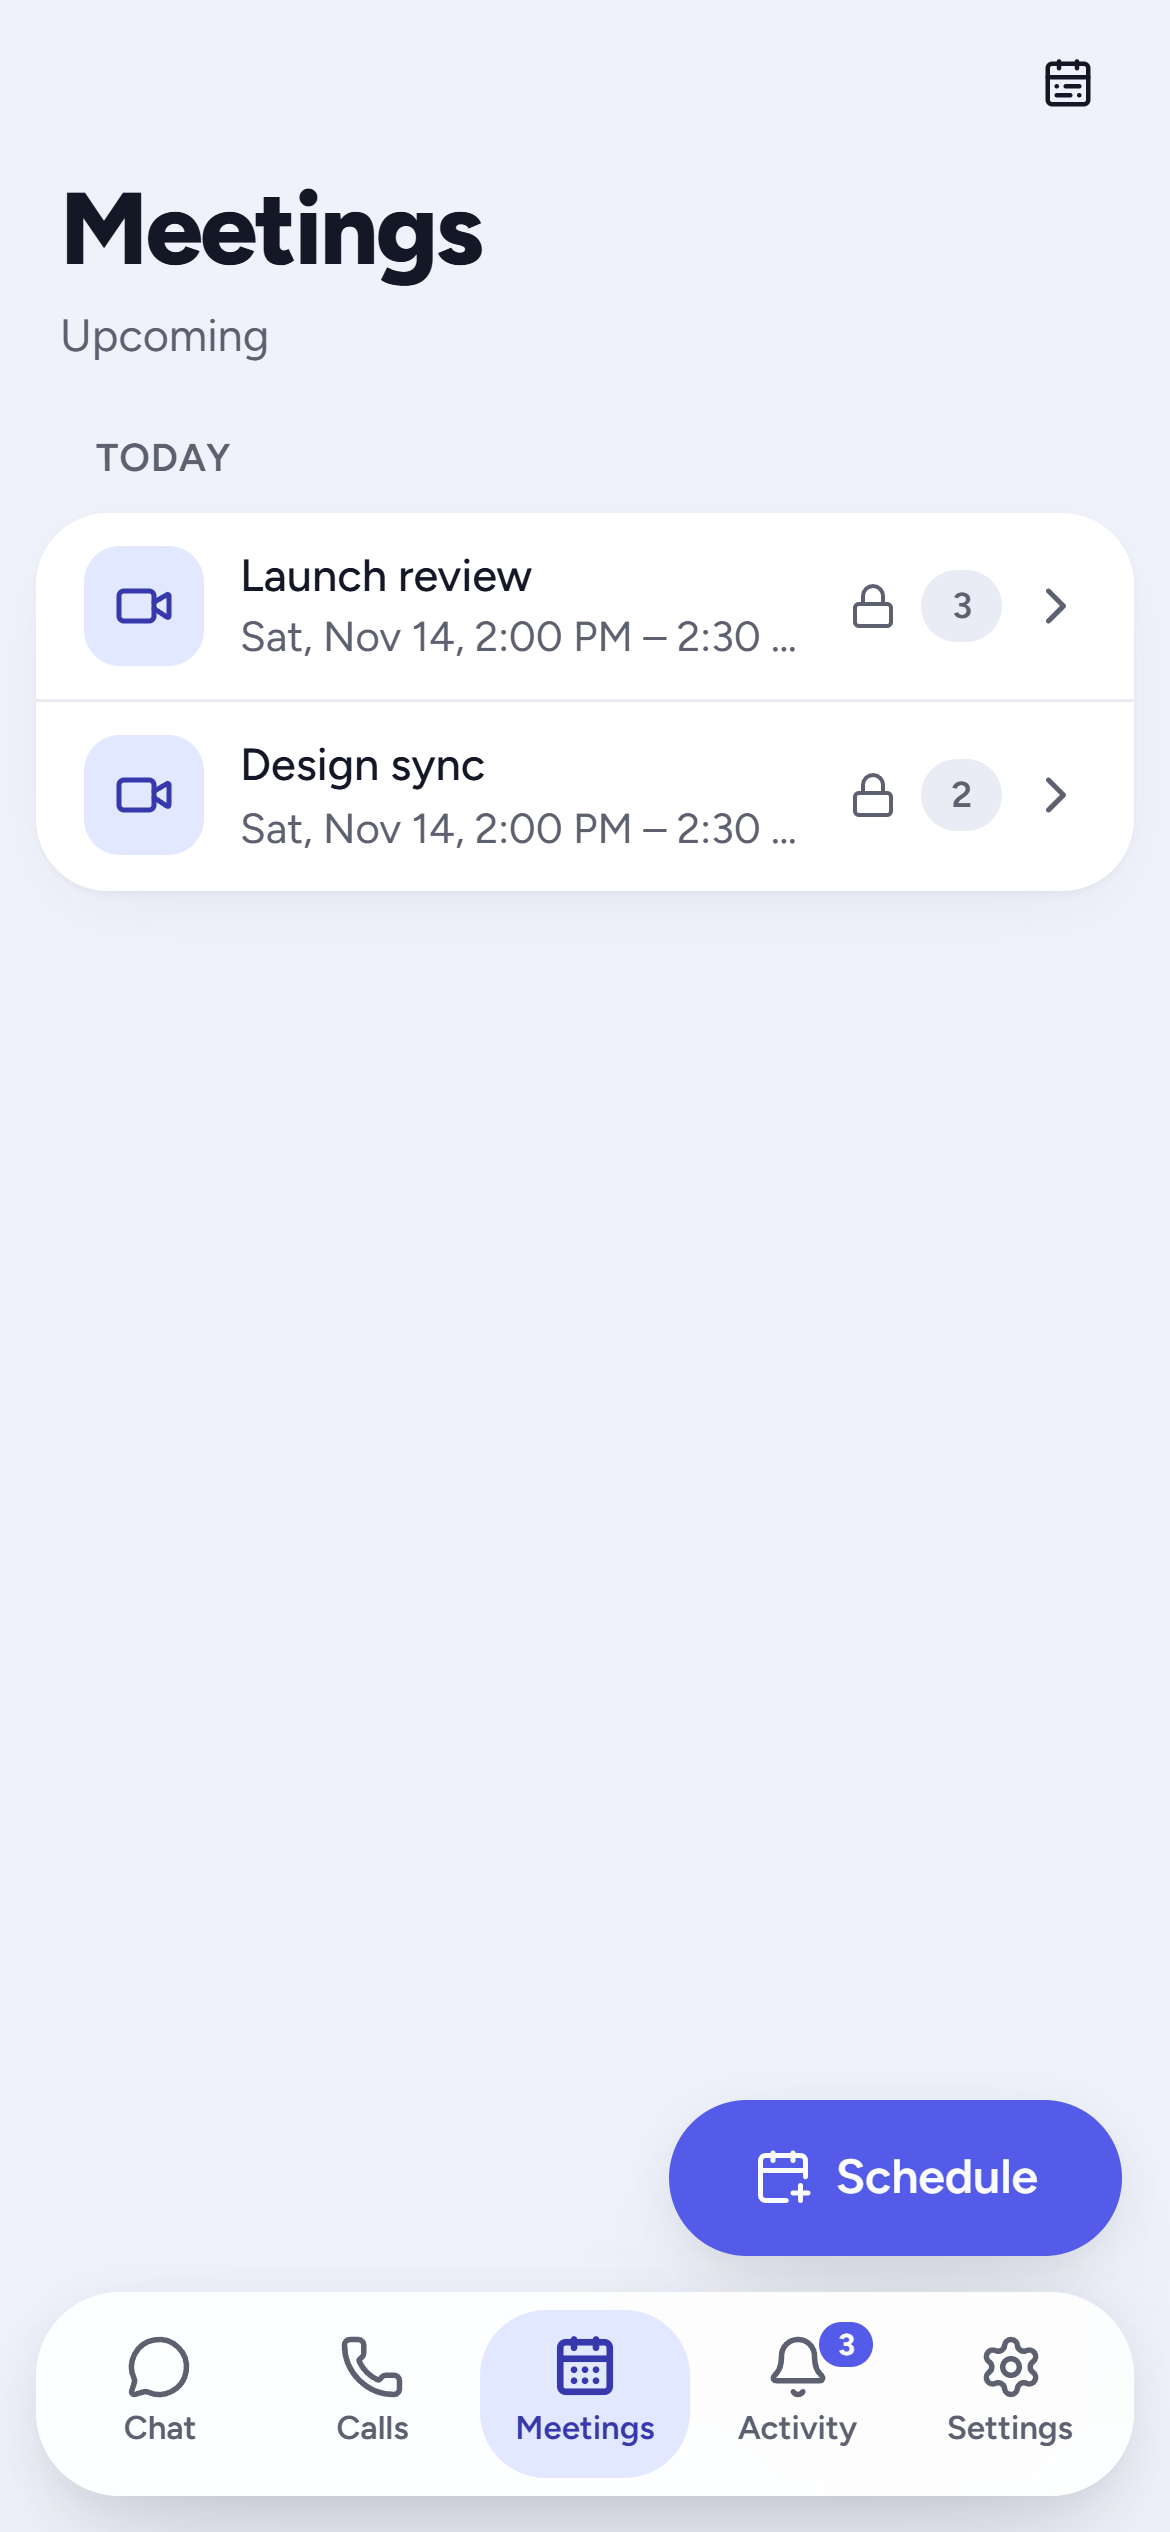 Meetings
Upcoming
TODAY
Launch review
Sat, Nov 14, 2:00 PM – 2:30 ...
3
Design sync
Sat, Nov 14, 2:00 PM – 2:30 ...
2
Schedule
3
Chat
Calls
Meetings
Activity
Settings